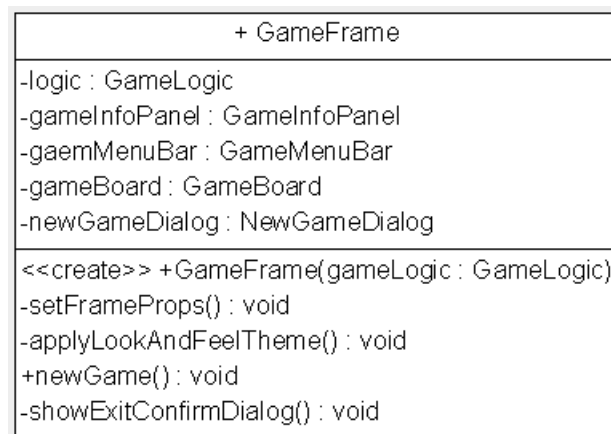 + GameFrame
-logic : GameLogic
-gameInfoPanel : GameInfoPanel
-gaemMenuBar : GameMenuBar
-gameBoard : GameBoard
-newGameDialog : NewGameDialog
<<create>> +GameFrame(gameLogic : GameLogic)
-setFrameProps() : void
-applyLookAndFeelTheme() : void
+newGame() : void
-showExitConfirmDialog() : void